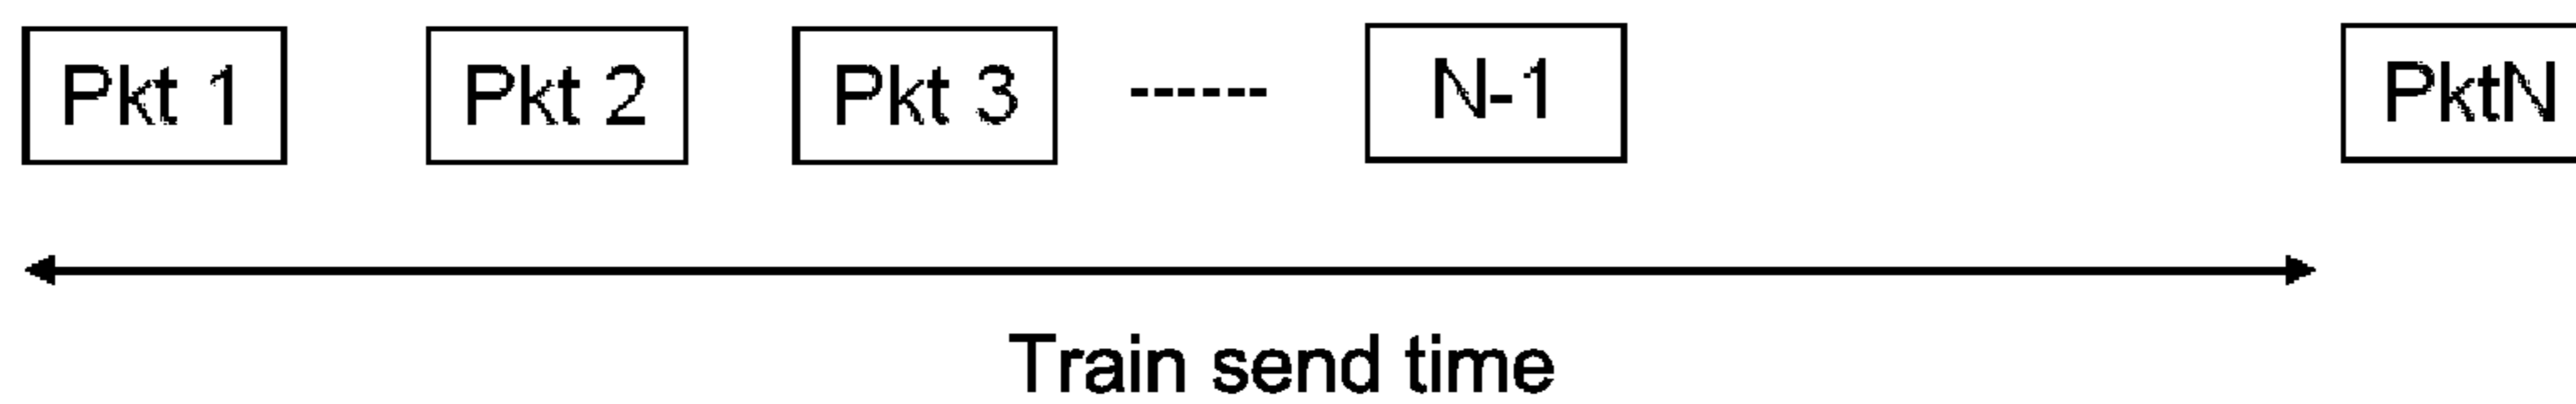 Pkt 1 Pkt 2 Pkt 3 ------ N-1 PktN
Train send time